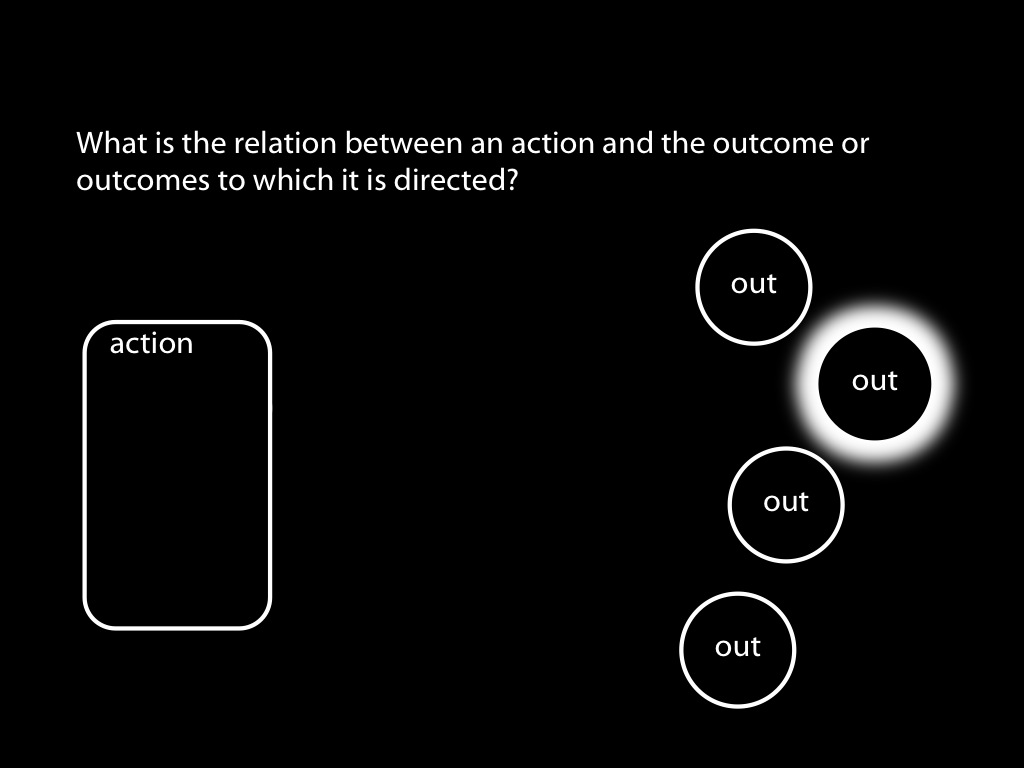 What is the relation between an action and the outcome or
outcomes to which it is directed?
out
action
out
out
out